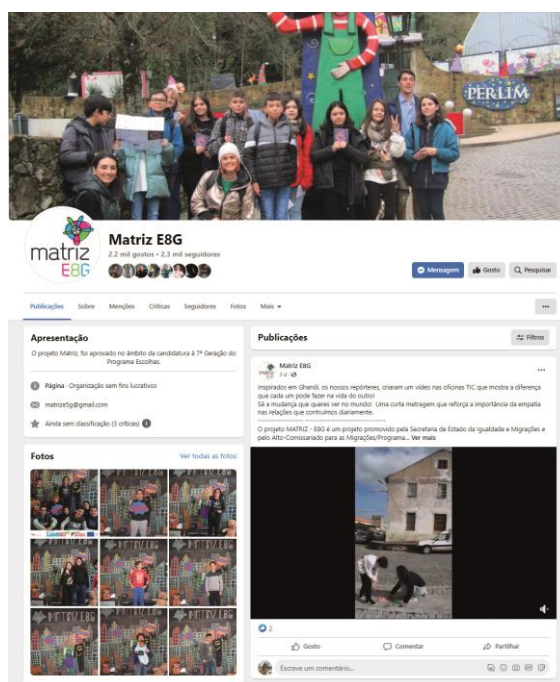 PERLIM
matriz
E8G
Matriz E8G
2.2 mil gostos • 2.3 mil seguidores
Mensagem
Gosto
Pesquisar
Publicações Sobre Menções Críticas Seguidores Fotos Mais
Apresentação
O projeto Matriz, foi aprovado no âmbito da candidatura à 7ª Geração do
Programa Escolhas.
Página · Organização sem fins lucrativos
matrize5g@gmail.com
Ainda sem classificação (3 críticas)
Fotos
Ver todas as fotos
Publicações
Filtros
Matriz E8G
Inspirados em Ghandi, os nossos repórteres, criaram um vídeo nas oficinas TIC que mostra a diferença
que cada um pode fazer na vida do outro!
Sê a mudança que queres ver no mundo! Uma curta metragem que reforça a importância da empatia
nas relações que contruímos diariamente.
O projeto MATRIZ - E8G é um projeto promovido pela Secretaria de Estado da Igualdade e Migrações e
pelo Alto-Comissariado para as Migrações/Programa... Ver mais
2
Gosto
Comentar
Partilhar
Escreve um comentário...